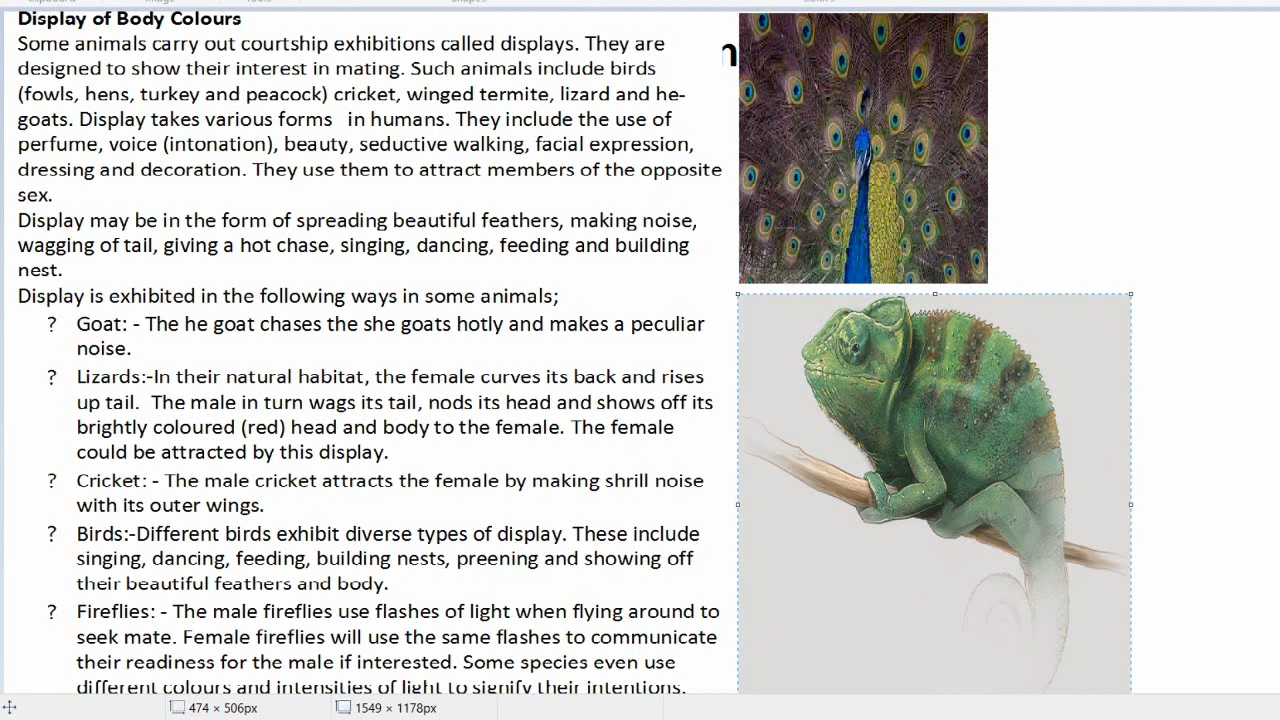 Display of Body Colours
Some animals carry out courtship exhibitions called displays. They are
designed to show their interest in mating. Such animals include birds
(fowls, hens, turkey and peacock) cricket, winged termite, lizard and he-
goats. Display takes various forms in humans. They include the use of
perfume, voice (intonation), beauty, seductive walking, facial expression,
dressing and decoration. They use them to attract members of the opposite
sex.
Display may be in the form of spreading beautiful feathers, making noise,
wagging of tail, giving a hot chase, singing, dancing, feeding and building
nest.
Display is exhibited in the following ways in some animals;
? Goat: - The he goat chases the she goats hotly and makes a peculiar
noise.
? Lizards:-In their natural habitat, the female curves its back and rises
up tail. The male in turn wags its tail, nods its head and shows off its
brightly coloured (red) head and body to the female. The female
could be attracted by this display.
? Cricket: - The male cricket attracts the female by making shrill noise
with its outer wings.
? Birds:-Different birds exhibit diverse types of display. These include
singing, dancing, feeding, building nests, preening and showing off
their beautiful feathers and body.
? Fireflies: - The male fireflies use flashes of light when flying around to
seek mate. Female fireflies will use the same flashes to communicate
their readiness for the male if interested. Some species even use
different colours and intensities of light to signify their intentions.
474 × 506px
1549 × 1178px